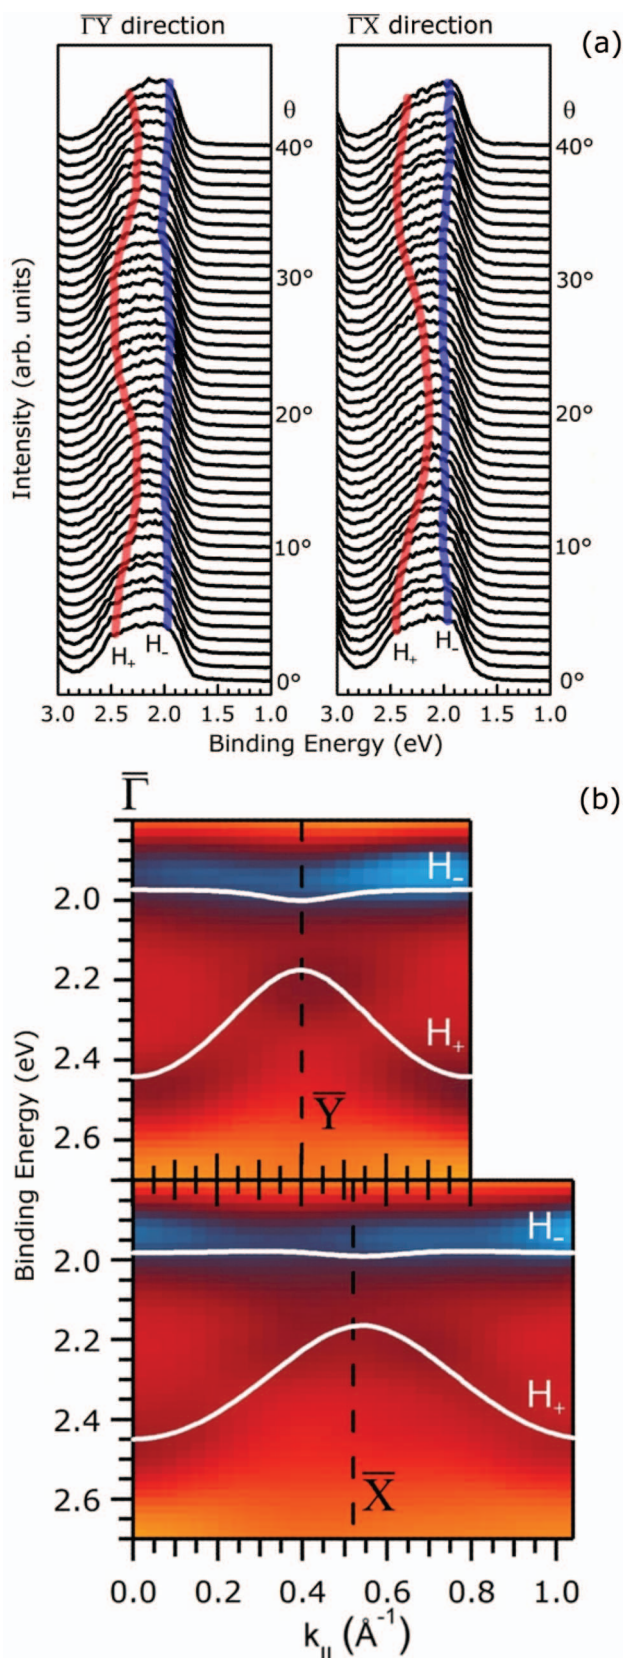 Γ̅Y̅ direction
Γ̅X̅ direction
(a)
θ
θ
40°
40°
30°
30°
20°
20°
10°
10°
0°
0°
Intensity (arb. units)
H₊
H₋
H₊
H₋
3.0 2.5 2.0 1.5 1.0
3.0 2.5 2.0 1.5 1.0
Binding Energy (eV)
Γ̅
(b)
H₋
2.0
2.2
H₊
2.4
Y̅
2.6
Binding Energy (eV)
H₋
2.0
2.2
H₊
2.4
X̅
2.6
0.0 0.2 0.4 0.6 0.8 1.0
k|| (Å⁻¹)